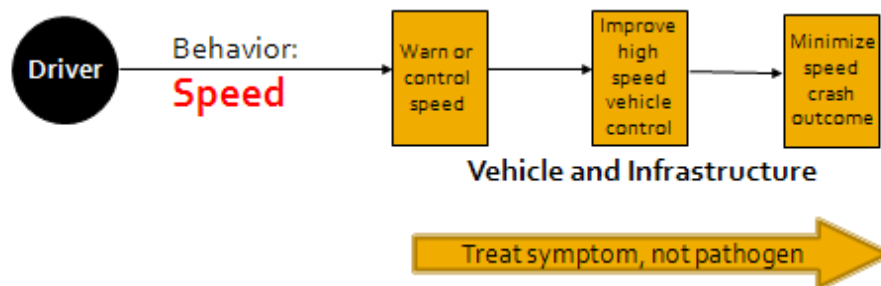 Driver
Behavior:
Speed
Warn or
control
speed
Improve
high
speed
vehicle
control
Minimize
speed
crash
outcome
Vehicle and Infrastructure
Treat symptom, not pathogen